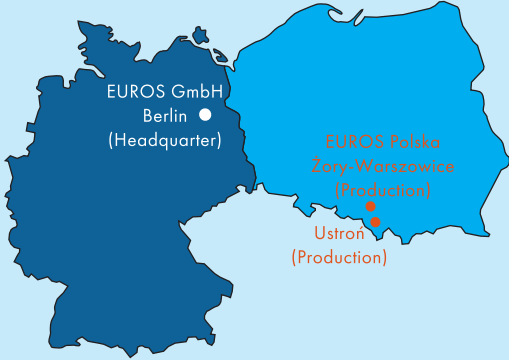 EUROS GmbH
Berlin
(Headquarter)
EUROS Polska
Żory-Warszowice
(Production)
Ustroń
(Production)